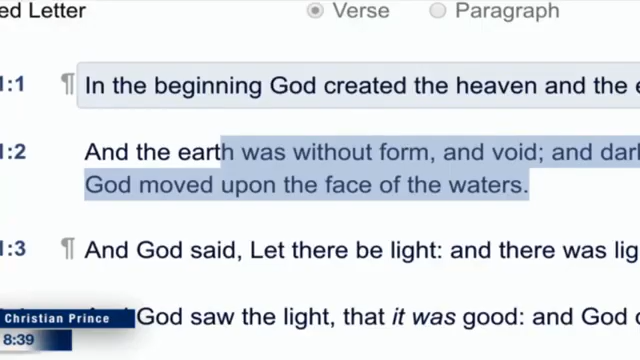 ed Letter Verse Paragraph
1:1 ¶ In the beginning God created the heaven and the e
1:2 And the earth was without form, and void; and dar
God moved upon the face of the waters.
1:3 ¶ And God said, Let there be light: and there was lig
God saw the light, that it was good: and God
Christian Prince
8:39